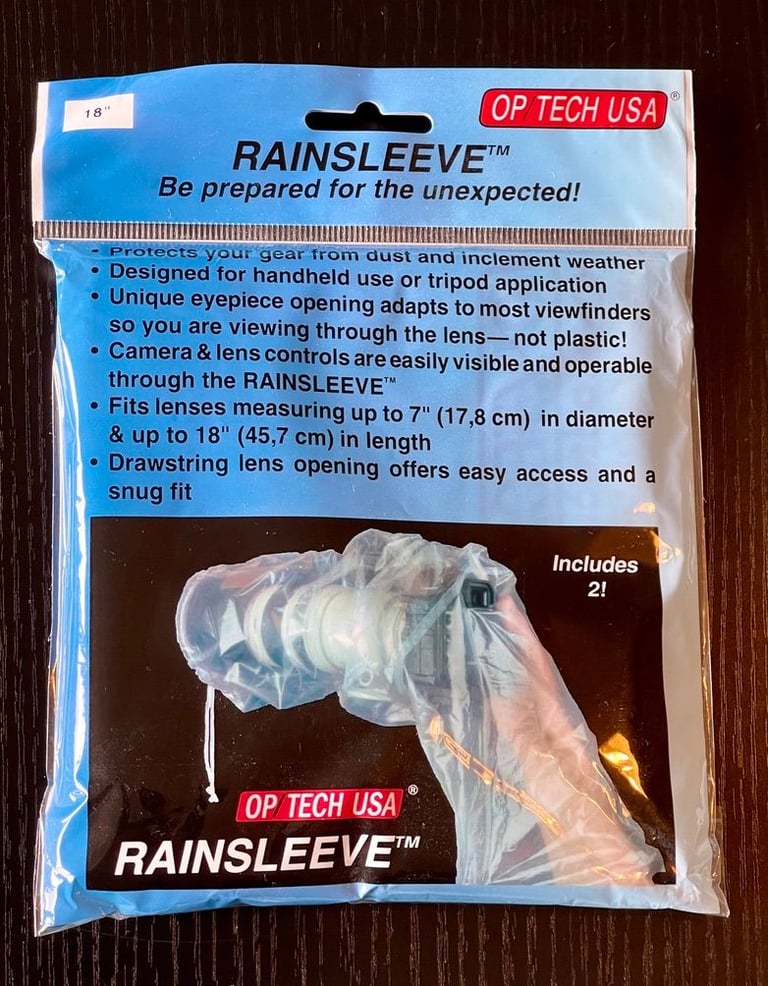 18"
OP/TECH USA®
RAINSLEEVE™
Be prepared for the unexpected!
• Protects your gear from dust and inclement weather
• Designed for handheld use or tripod application
• Unique eyepiece opening adapts to most viewfinders
so you are viewing through the lens— not plastic!
• Camera & lens controls are easily visible and operable
through the RAINSLEEVE™
• Fits lenses measuring up to 7" (17,8 cm) in diameter
& up to 18" (45,7 cm) in length
• Drawstring lens opening offers easy access and a
snug fit
Includes
2!
OP/TECH USA®
RAINSLEEVE™